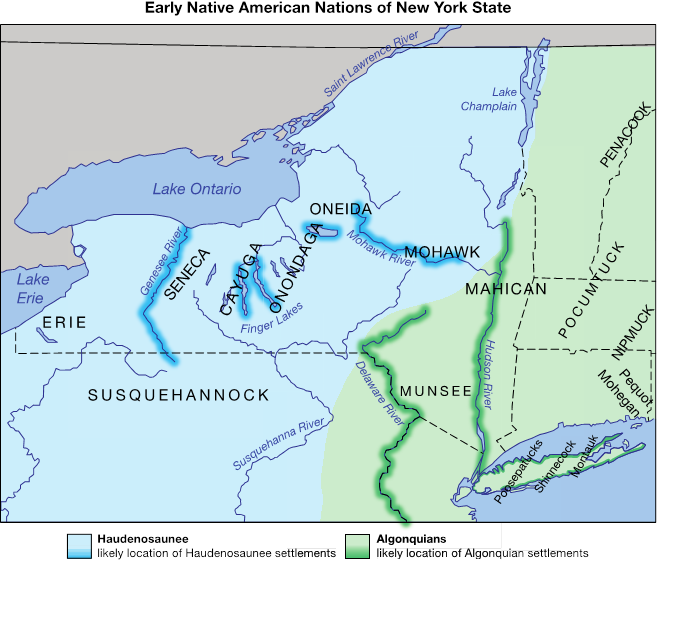 Early Native American Nations of New York State
Saint Lawrence River
Lake
Champlain
PENACOOK
Lake Ontario
ONEIDA
Mohawk River
MOHAWK
Genesee River
SENECA
CAYUGA
ONONDAGA
Lake
Erie
MAHICAN
POCUMTUCK
ERIE
Finger Lakes
NIPMUCK
Hudson River
Delaware River
Pequot
Mohegan
SUSQUEHANNOCK
MUNSEE
Susquehanna River
Poosepatucks
Shinnecock
Montauk
Haudenosaunee
likely location of Haudenosaunee settlements
Algonquians
likely location of Algonquian settlements